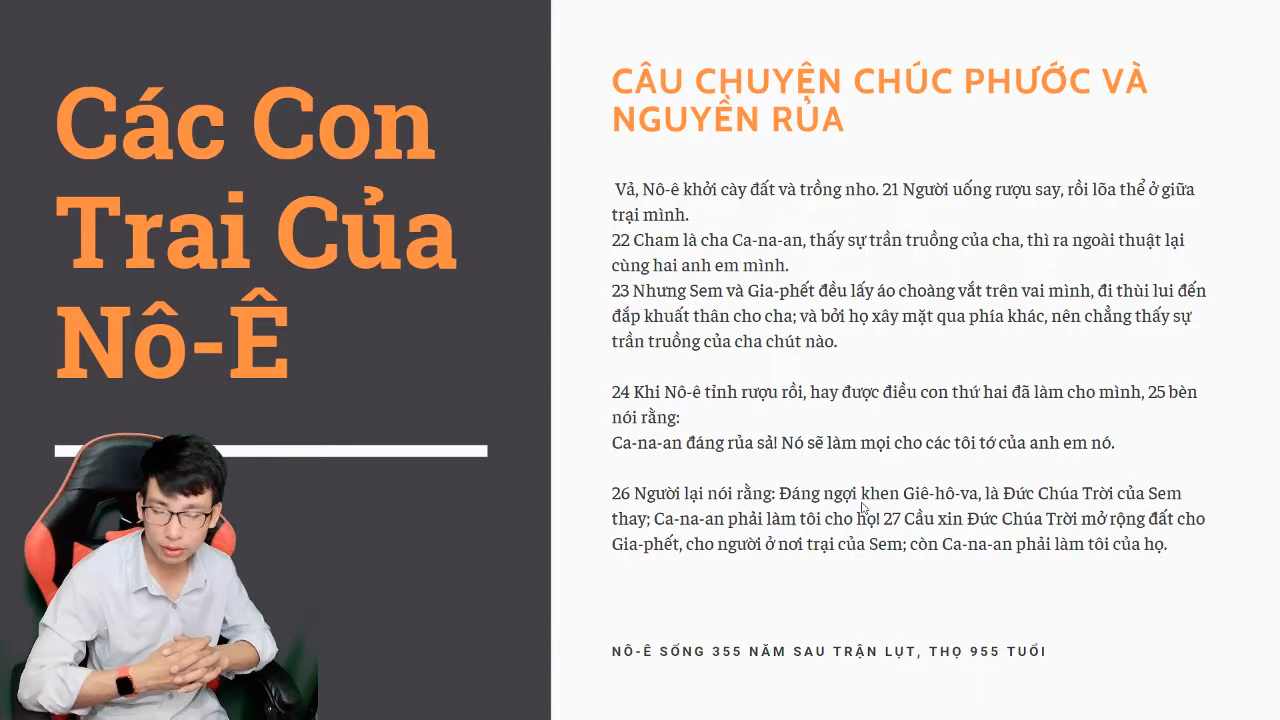 Các Con
Trai Của
Nô-Ê
CÂU CHUYỆN CHÚC PHƯỚC VÀ
NGUYỀN RỦA
Vả, Nô-ê khởi cày đất và trồng nho. 21 Người uống rượu say, rồi lõa thể ở giữa
trại mình.
22 Cham là cha Ca-na-an, thấy sự trần truồng của cha, thì ra ngoài thuật lại
cùng hai anh em mình.
23 Nhưng Sem và Gia-phết đều lấy áo choàng vắt trên vai mình, đi thùi lui đến
đắp khuất thân cho cha; và bởi họ xây mặt qua phía khác, nên chẳng thấy sự
trần truồng của cha chút nào.
24 Khi Nô-ê tỉnh rượu rồi, hay được điều con thứ hai đã làm cho mình, 25 bèn
nói rằng:
Ca-na-an đáng rủa sả! Nó sẽ làm mọi cho các tôi tớ của anh em nó.
26 Người lại nói rằng: Đáng ngợi khen Giê-hô-va, là Đức Chúa Trời của Sem
thay; Ca-na-an phải làm tôi cho họ! 27 Cầu xin Đức Chúa Trời mở rộng đất cho
Gia-phết, cho người ở nơi trại của Sem; còn Ca-na-an phải làm tôi của họ.
NÔ-Ê SỐNG 355 NĂM SAU TRẬN LỤT, THỌ 955 TUỔI